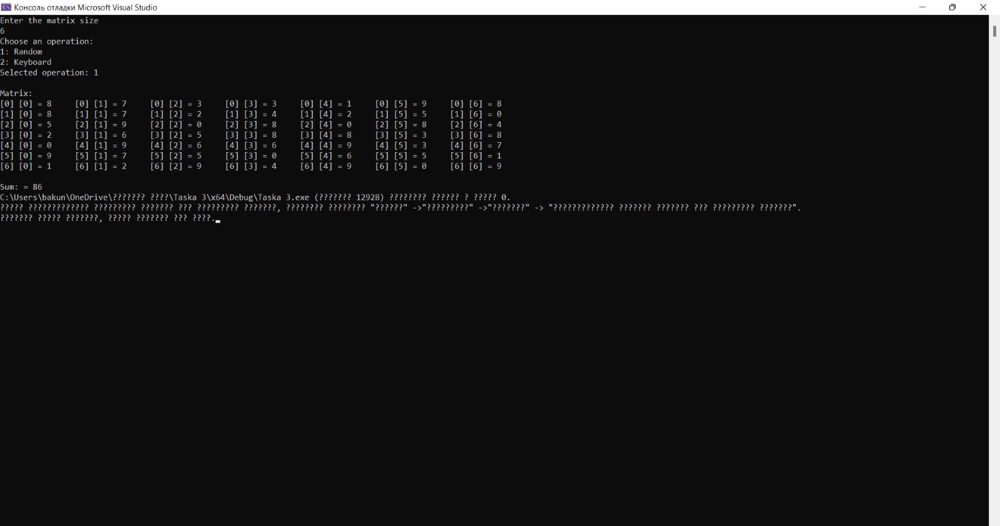 Консоль отладки Microsoft Visual Studio
Enter the matrix size
6
Choose an operation:
1: Random
2: Keyboard
Selected operation: 1
Matrix:
[0] [0] = 8 [0] [1] = 7 [0] [2] = 3 [0] [3] = 3 [0] [4] = 1 [0] [5] = 9 [0] [6] = 8
[1] [0] = 8 [1] [1] = 7 [1] [2] = 2 [1] [3] = 4 [1] [4] = 2 [1] [5] = 5 [1] [6] = 0
[2] [0] = 5 [2] [1] = 9 [2] [2] = 0 [2] [3] = 8 [2] [4] = 0 [2] [5] = 8 [2] [6] = 4
[3] [0] = 2 [3] [1] = 6 [3] [2] = 5 [3] [3] = 8 [3] [4] = 8 [3] [5] = 3 [3] [6] = 8
[4] [0] = 0 [4] [1] = 9 [4] [2] = 6 [4] [3] = 6 [4] [4] = 9 [4] [5] = 3 [4] [6] = 7
[5] [0] = 9 [5] [1] = 7 [5] [2] = 5 [5] [3] = 0 [5] [4] = 6 [5] [5] = 5 [5] [6] = 1
[6] [0] = 1 [6] [1] = 2 [6] [2] = 9 [6] [3] = 4 [6] [4] = 9 [6] [5] = 0 [6] [6] = 9
Sum: = 86
C:\Users\bakun\OneDrive\??????? ????\Taska 3\x64\Debug\Taska 3.exe (??????? 12928) ???????? ?????? ? ????? 0.
????? ????????????? ????????? ??????? ??? ????????? ???????, ???????? ???????? "??????" ->"?????????" ->"???????" -> "????????????? ??????? ??????? ??? ????????? ???????".
??????? ????? ???????, ????? ??????? ??? ????.